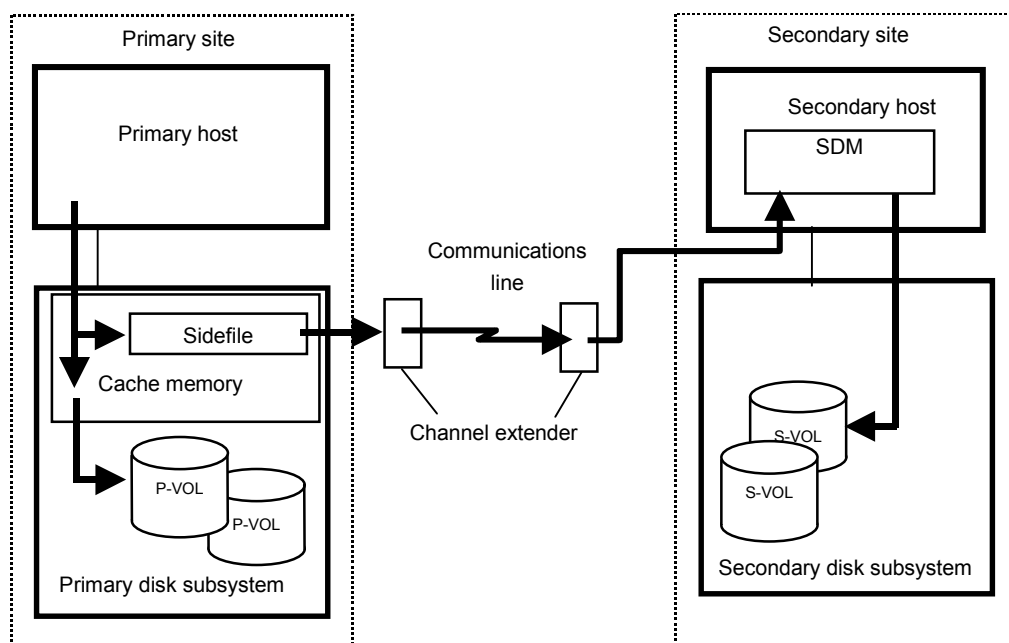 Primary site
Primary host
Sidefile
Cache memory
P-VOL
P-VOL
Primary disk subsystem
Communications
line
Channel extender
Secondary site
Secondary host
SDM
S-VOL
S-VOL
Secondary disk subsystem